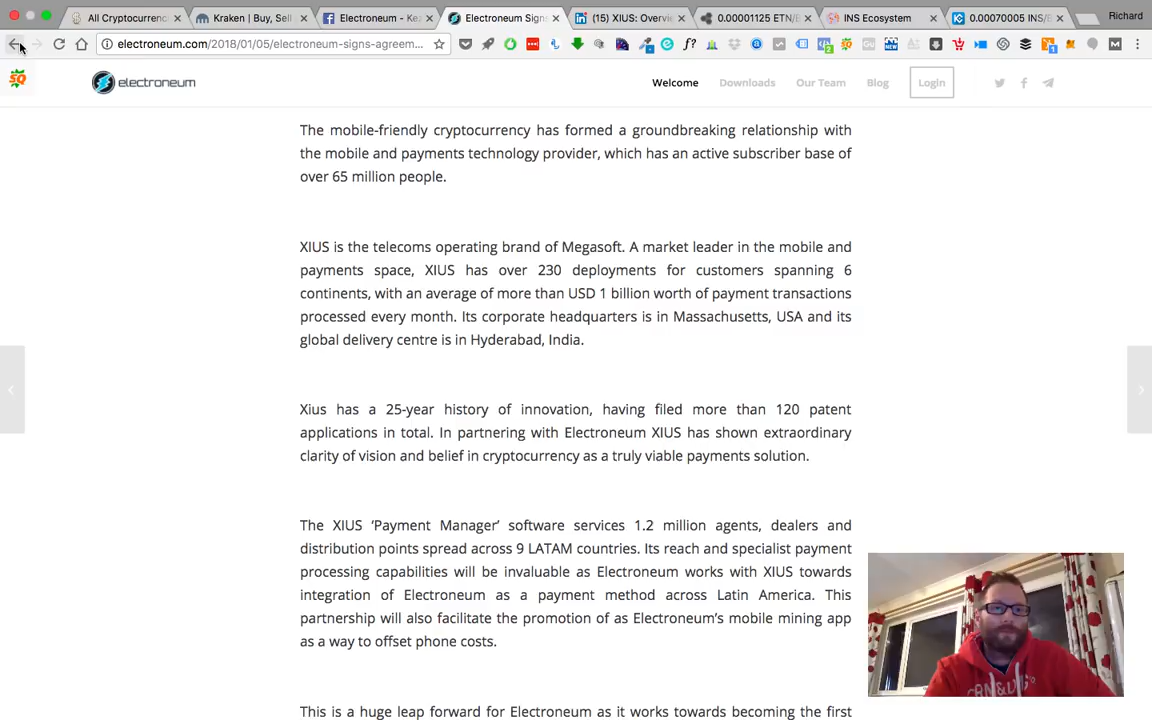 All Cryptocurrenc
Kraken | Buy, Sell
Electroneum - Kez
Electroneum Signs
(15) XIUS: Overvie
0.00001125 ETN/B
INS Ecosystem
0.00070005 INS/B
Richard
electroneum.com/2018/01/05/electroneum-signs-agreem...
electroneum
Welcome
Downloads
Our Team
Blog
Login
The mobile-friendly cryptocurrency has formed a groundbreaking relationship with
the mobile and payments technology provider, which has an active subscriber base of
over 65 million people.
XIUS is the telecoms operating brand of Megasoft. A market leader in the mobile and
payments space, XIUS has over 230 deployments for customers spanning 6
continents, with an average of more than USD 1 billion worth of payment transactions
processed every month. Its corporate headquarters is in Massachusetts, USA and its
global delivery centre is in Hyderabad, India.
Xius has a 25-year history of innovation, having filed more than 120 patent
applications in total. In partnering with Electroneum XIUS has shown extraordinary
clarity of vision and belief in cryptocurrency as a truly viable payments solution.
The XIUS ‘Payment Manager’ software services 1.2 million agents, dealers and
distribution points spread across 9 LATAM countries. Its reach and specialist payment
processing capabilities will be invaluable as Electroneum works with XIUS towards
integration of Electroneum as a payment method across Latin America. This
partnership will also facilitate the promotion of as Electroneum’s mobile mining app
as a way to offset phone costs.
This is a huge leap forward for Electroneum as it works towards becoming the first